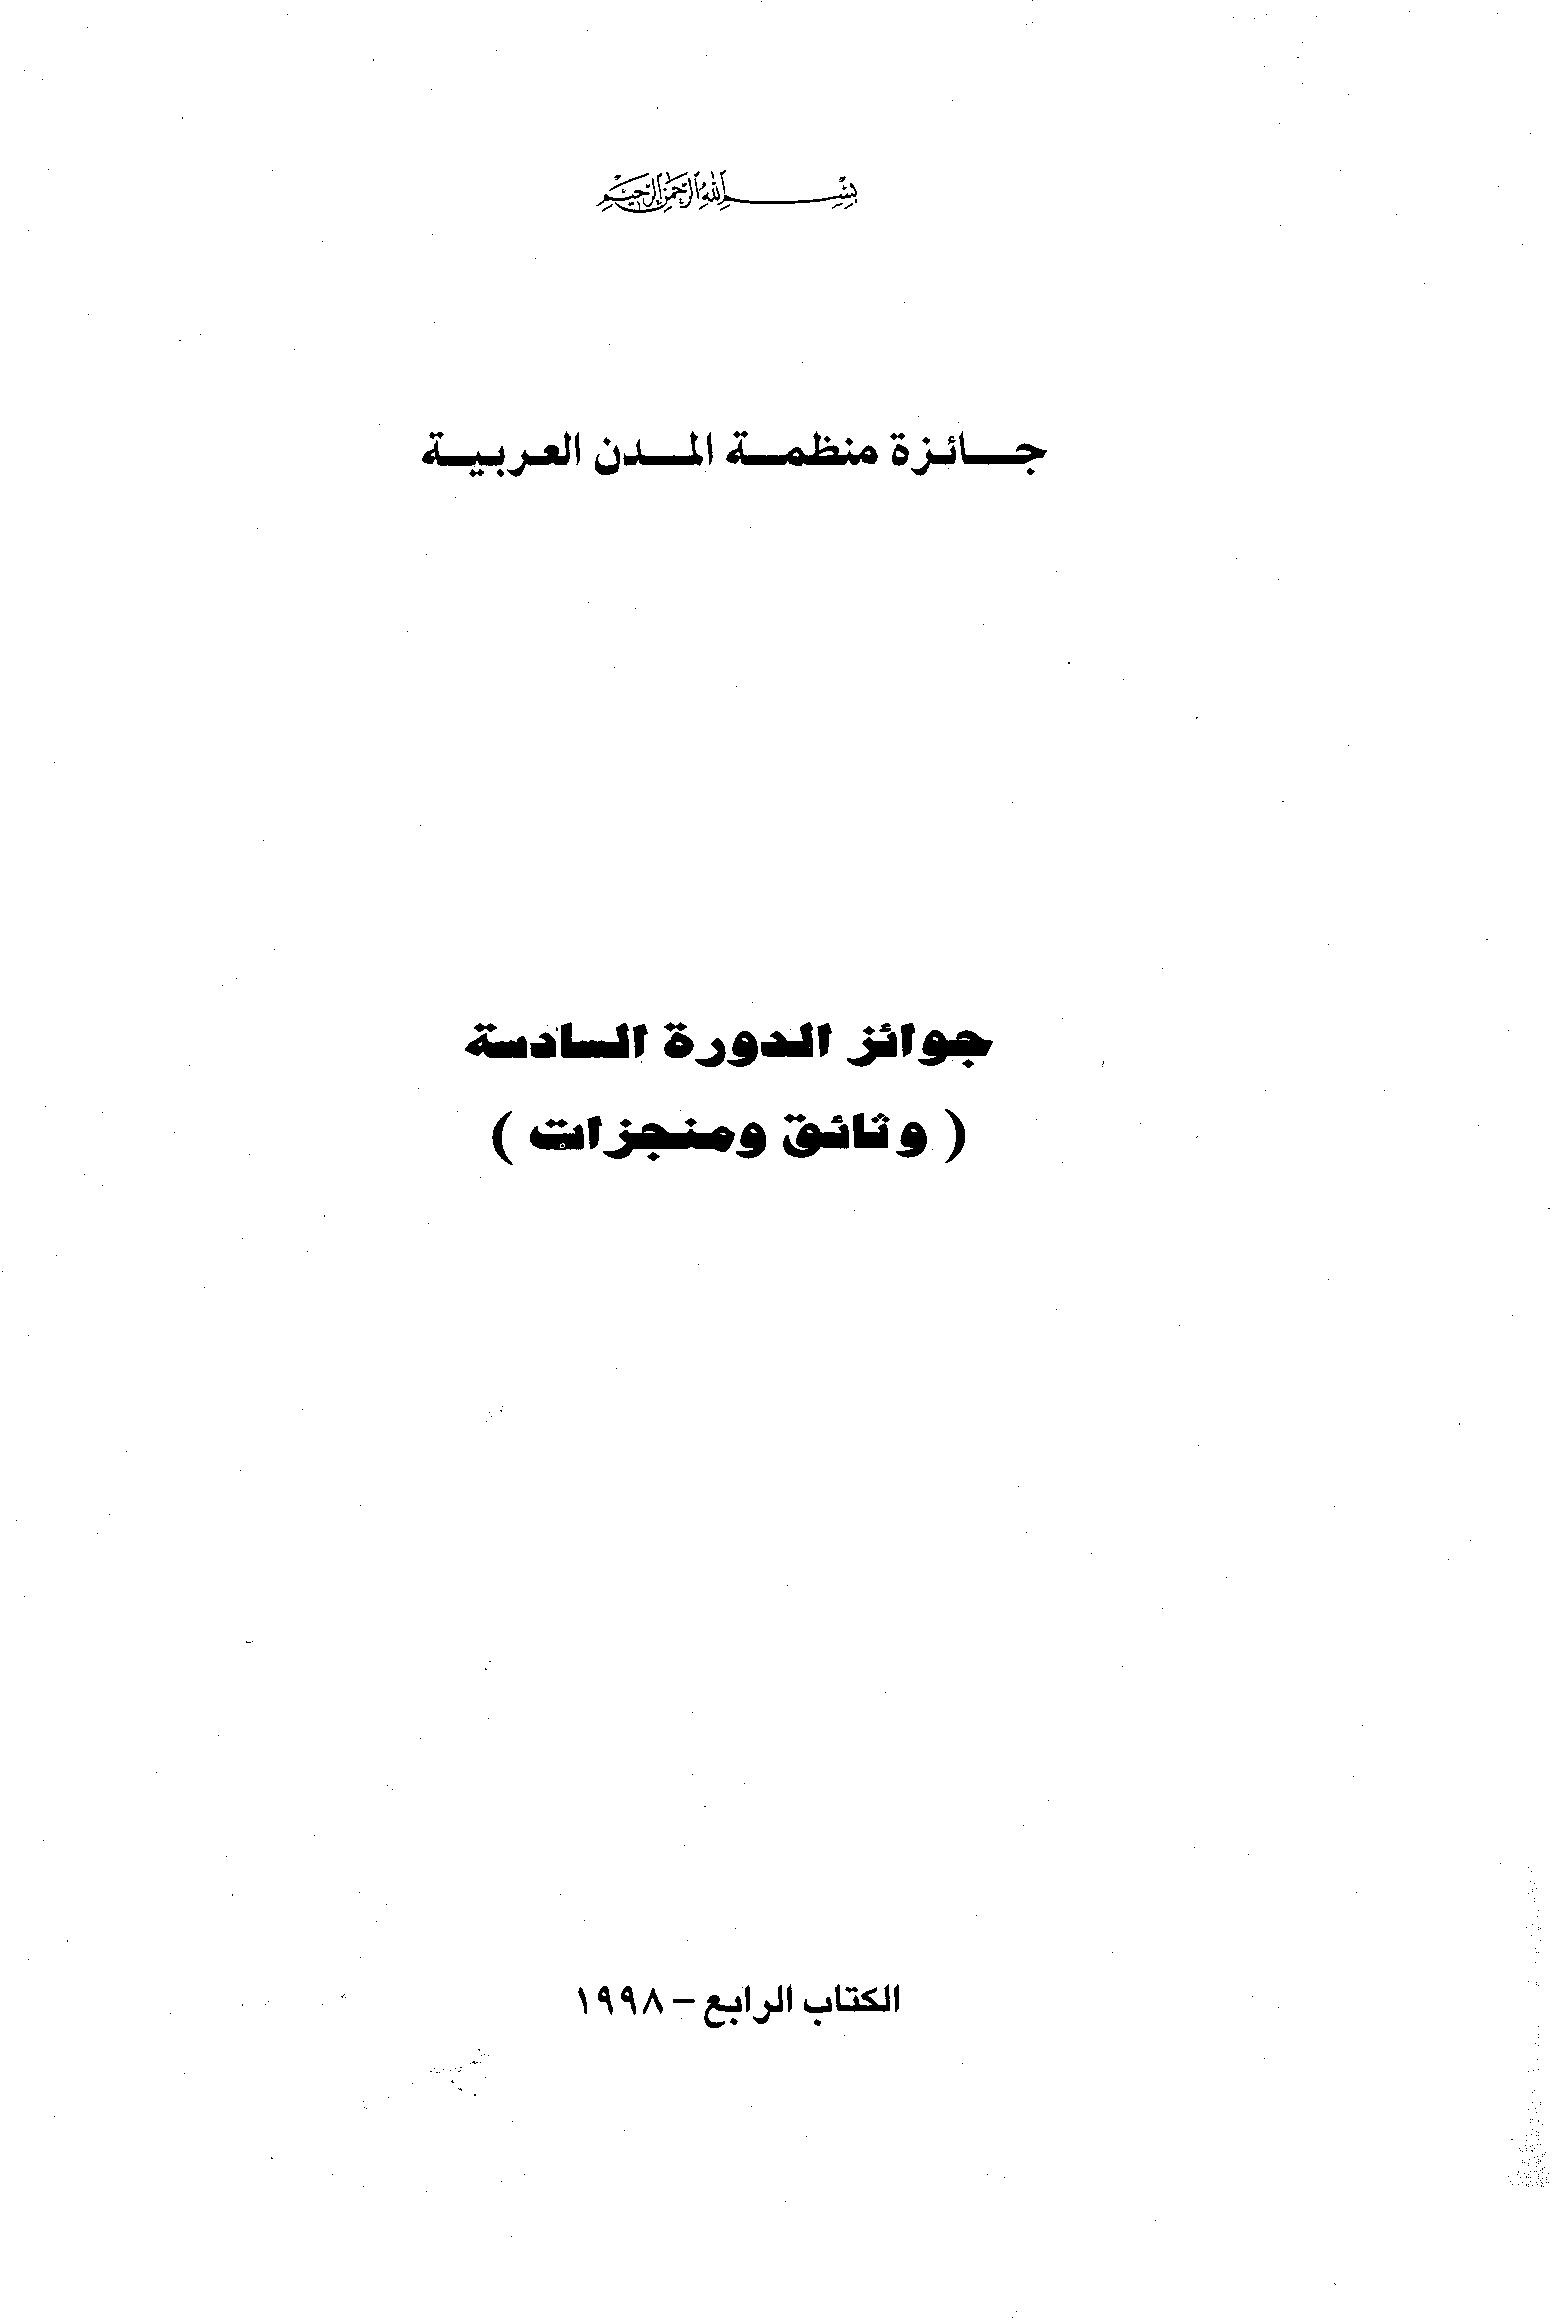 بسم الله الرحمن الرحيم
جائزة منظمة المدن العربية
جوائز الدورة السادسة
( وثائق ومنجزات )
الكتاب الرابع - ١٩٩٨